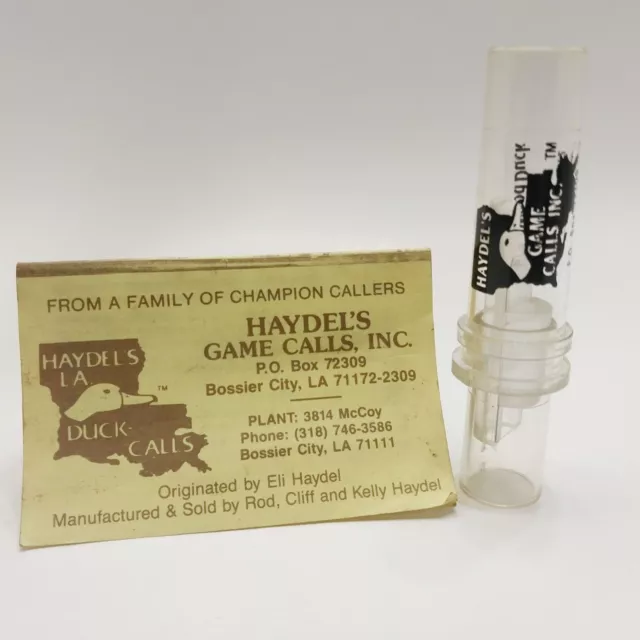 FROM A FAMILY OF CHAMPION CALLERS
HAYDEL'S
GAME CALLS, INC.
P.O. Box 72309
Bossier City, LA 71172-2309
PLANT: 3814 McCoy
Phone: (318) 746-3586
Bossier City, LA 71111
HAYDEL'S
LA.
TM
DUCK
CALLS
Originated by Eli Haydel
Manufactured & Sold by Rod, Cliff and Kelly Haydel
HAYDEL'S
GAME
CALLS INC.
TM